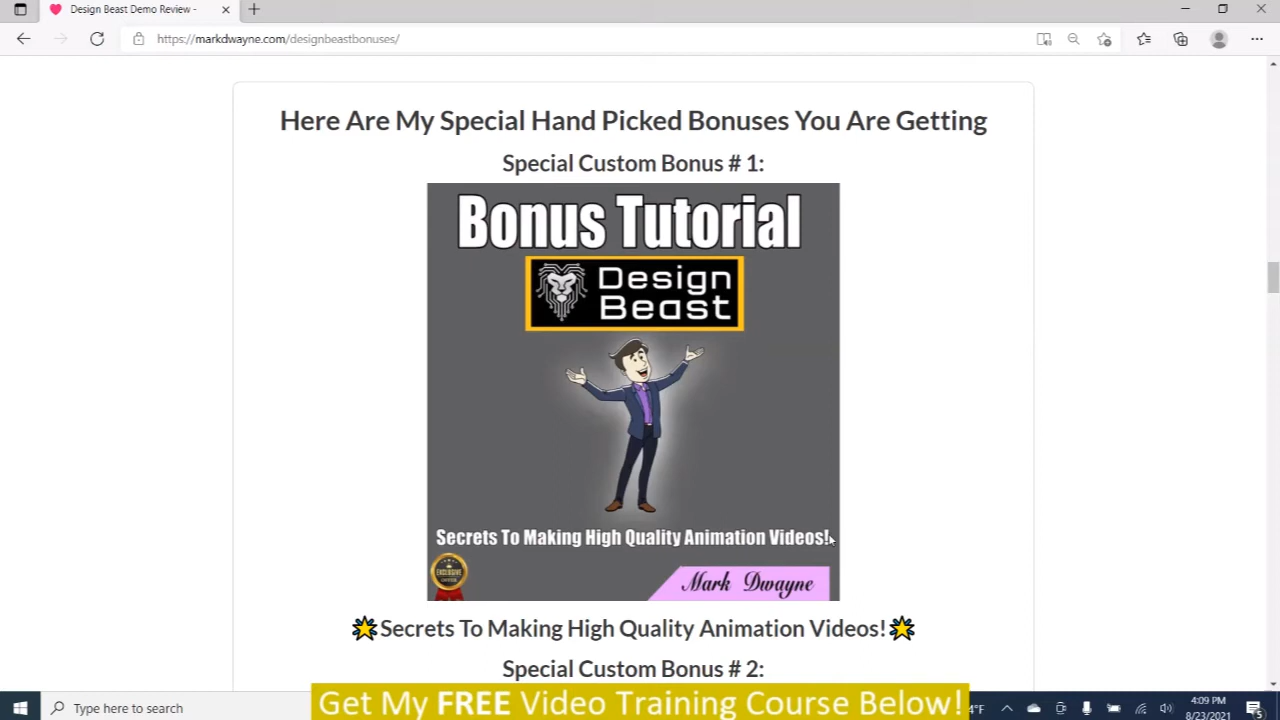 Design Beast Demo Review -
https://markdwayne.com/designbeastbonuses/
Here Are My Special Hand Picked Bonuses You Are Getting
Special Custom Bonus # 1:
Bonus Tutorial
Design
Beast
Secrets To Making High Quality Animation Videos!
EXCLUSIVE
Mark Dwayne
🌟Secrets To Making High Quality Animation Videos!🌟
Special Custom Bonus # 2:
Get My FREE Video Training Course Below!
Type here to search
4°F
4:09 PM
8/23/2021
5